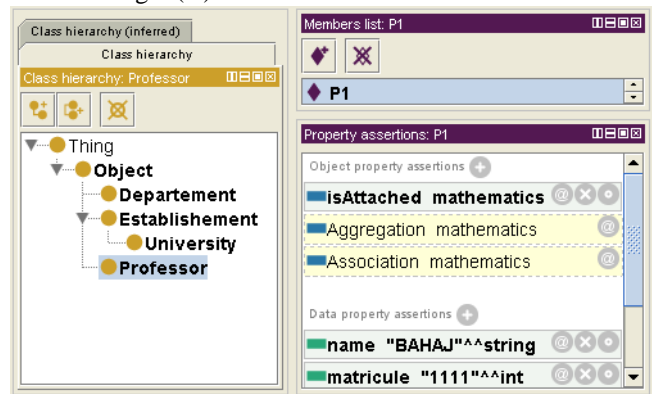 Class hierarchy (inferred)
Class hierarchy
Class hierarchy: Professor
Thing
Object
Departement
Establishement
University
Professor
Members list: P1
P1
Property assertions: P1
Object property assertions
isAttached mathematics
Aggregation mathematics
Association mathematics
Data property assertions
name "BAHAJ"^^string
matricule "1111"^^int